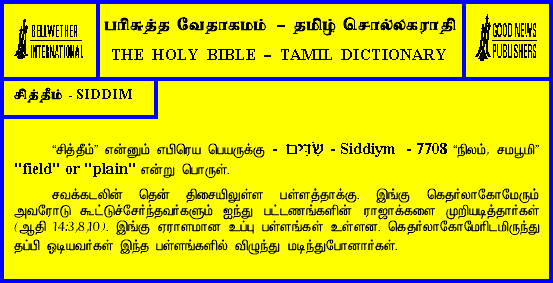 BELLWETHER
INTERNATIONAL
பரிசுத்த வேதாகமம் – தமிழ் சொல்லகராதி
THE HOLY BIBLE – TAMIL DICTIONARY
GOOD NEWS
PUBLISHERS
சித்தீம் - SIDDIM
“சித்தீம்” என்னும் எபிரெய பெயருக்கு - שׂדּים - Siddiym - 7708 “நிலம், சமபூமி”
"field" or "plain" என்று பொருள்.
சவக்கடலின் தென் திசையிலுள்ள பள்ளத்தாக்கு. இங்கு கெதர்லாகோமேரும்
அவரோடு கூட்டுச்சேர்ந்தவர்களும் ஐந்து பட்டணங்களின் ராஜாக்களை முறியடித்தார்கள்
(ஆதி 14:3,8,10). இங்கு ஏராளமான உப்பு பள்ளங்கள் உள்ளன. கெதர்லாகோமேரிடமிருந்து
தப்பி ஓடியவர்கள் இந்த பள்ளங்களில் விழுந்து மடிந்துபோனார்கள்.